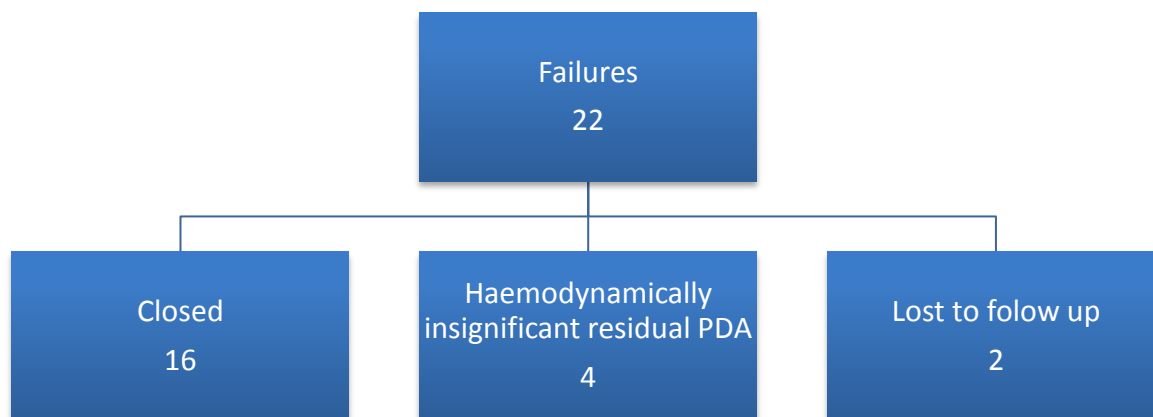 Failures
22
Closed
16
Haemodynamically
insignificant residual PDA
4
Lost to folow up
2